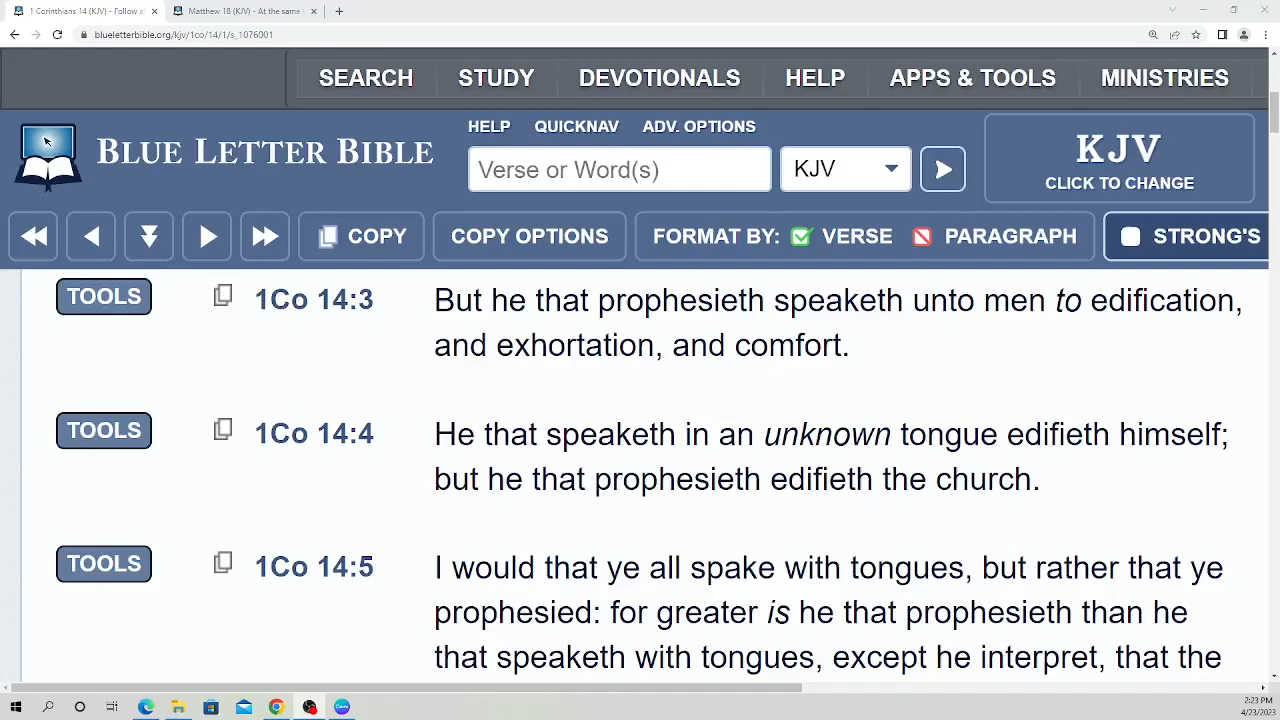 1 Corinthians 14 (KJV) - Follow a
Matthew 18 (KJV) - At the same
blueletterbible.org/kjv/1co/14/1/s_1076001
SEARCH STUDY DEVOTIONALS HELP APPS & TOOLS MINISTRIES
HELP QUICKNAV ADV. OPTIONS
BLUE LETTER BIBLE
Verse or Word(s)
KJV
KJV
CLICK TO CHANGE
COPY COPY OPTIONS FORMAT BY: VERSE PARAGRAPH STRONG'S
TOOLS 1Co 14:3 But he that prophesieth speaketh unto men to edification,
and exhortation, and comfort.
TOOLS 1Co 14:4 He that speaketh in an unknown tongue edifieth himself;
but he that prophesieth edifieth the church.
TOOLS 1Co 14:5 I would that ye all spake with tongues, but rather that ye
prophesied: for greater is he that prophesieth than he
that speaketh with tongues, except he interpret, that the
2:23 PM
4/23/2023